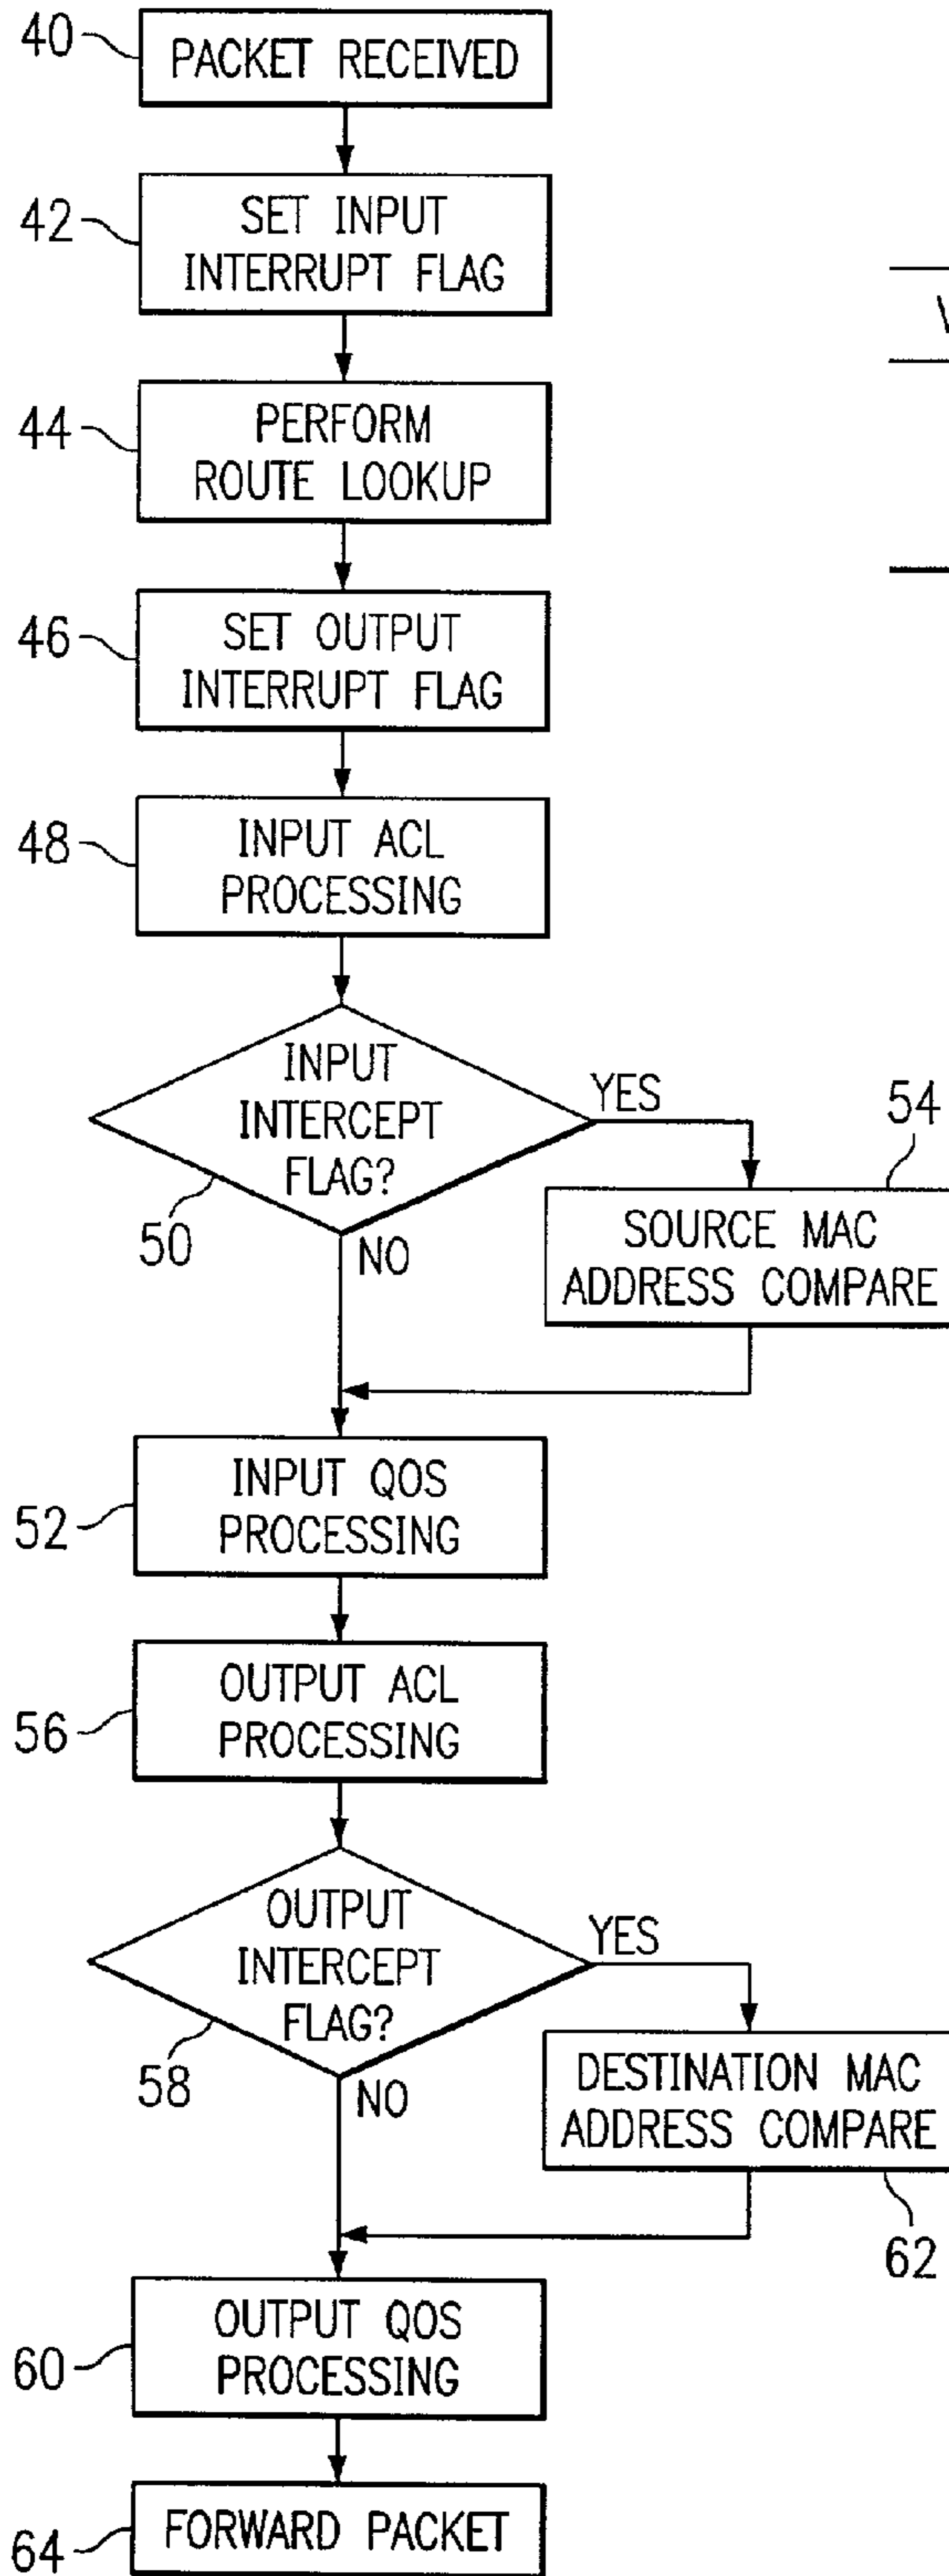 40
PACKET RECEIVED
42
SET INPUT
INTERRUPT FLAG
44
PERFORM
ROUTE LOOKUP
46
SET OUTPUT
INTERRUPT FLAG
48
INPUT ACL
PROCESSING
INPUT
INTERCEPT
FLAG?
50
YES
NO
54
SOURCE MAC
ADDRESS COMPARE
52
INPUT QOS
PROCESSING
56
OUTPUT ACL
PROCESSING
OUTPUT
INTERCEPT
FLAG?
58
YES
NO
DESTINATION MAC
ADDRESS COMPARE
62
60
OUTPUT QOS
PROCESSING
64
FORWARD PACKET